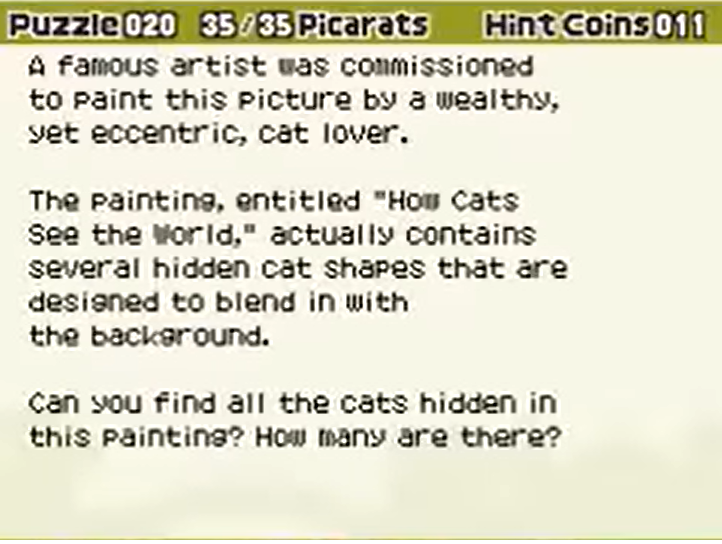 Puzzle 020 35/35 Picarats Hint Coins 011
A famous artist was commissioned
to paint this picture by a wealthy,
yet eccentric, cat lover.
The painting, entitled "How Cats
See the World," actually contains
several hidden cat shapes that are
designed to blend in with
the background.
Can you find all the cats hidden in
this painting? How many are there?